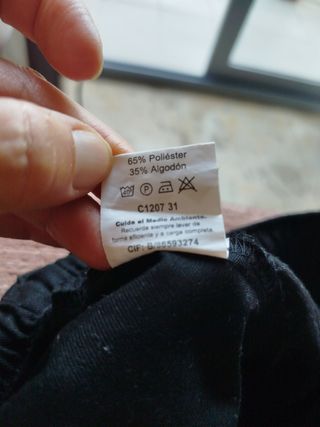 65% Poliéster
35% Algodón
P
C1207 31
Cuida el Medio Ambiente.
Recuerda siempre lavar de
forma eficiente y a carga completa.
CIF: B/85593274